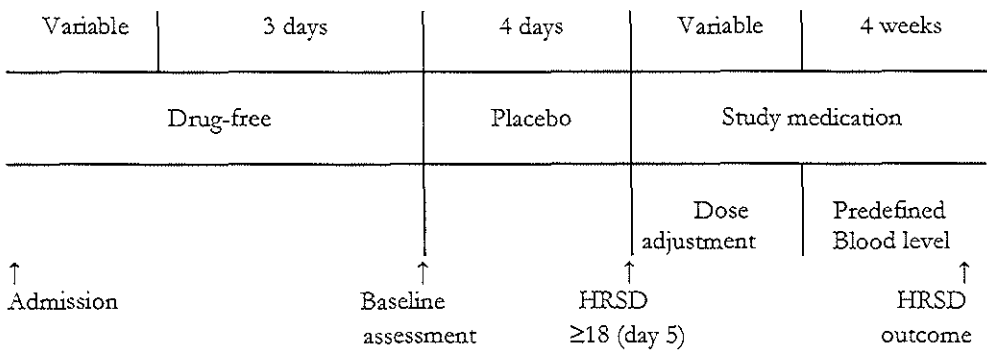 Variable 3 days 4 days Variable 4 weeks
Drug-free Placebo Study medication
Dose Predefined
adjustment Blood level
↑ ↑ ↑ ↑
Admission Baseline HRSD HRSD
assessment ≥18 (day 5) outcome